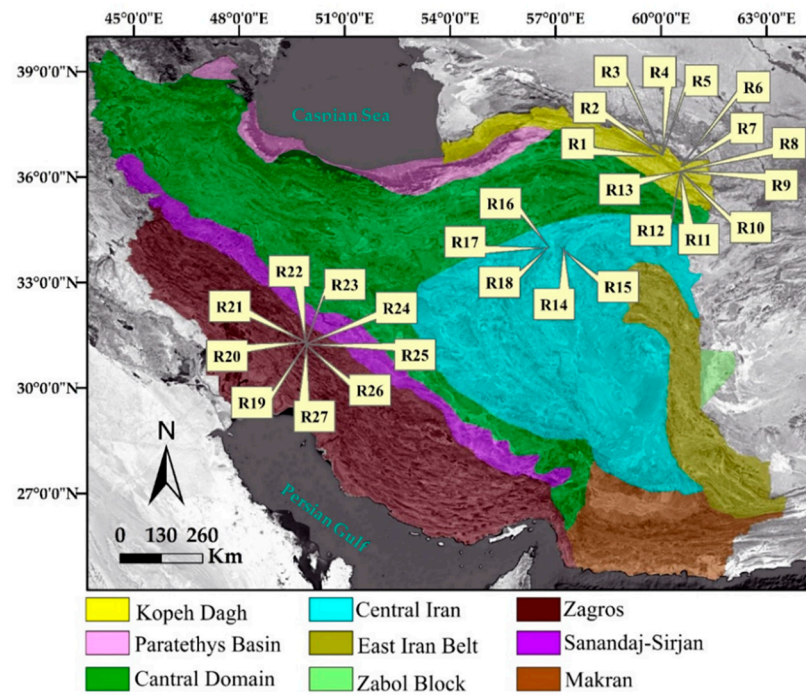 45°0'0"E 48°0'0"E 51°0'0"E 54°0'0"E 57°0'0"E 60°0'0"E 63°0'0"E
39°0'0"N
36°0'0"N
33°0'0"N
30°0'0"N
27°0'0"N
Caspian Sea
R3
R4
R5
R6
R2
R7
R1
R8
R13
R9
R16
R12
R11
R10
R17
R22
R23
R18
R14
R15
R21
R24
R20
R25
R19
R27
R26
N
Persian Gulf
0 130 260
Km
Kopeh Dagh
Central Iran
Zagros
Paratethys Basin
East Iran Belt
Sanandaj-Sirjan
Cantral Domain
Zabol Block
Makran